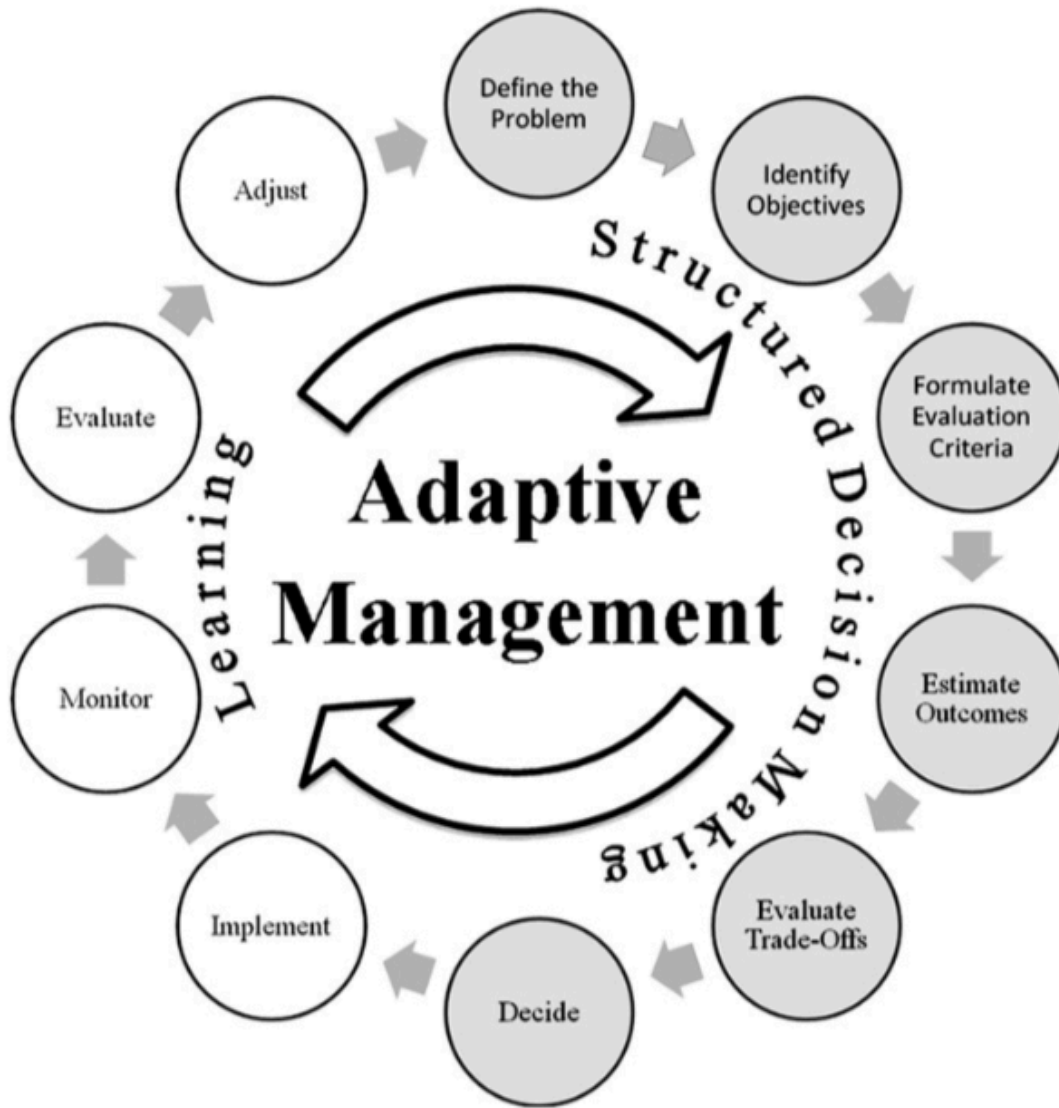 Define the
Problem
Identify
Objectives
Formulate
Evaluation
Criteria
Estimate
Outcomes
Evaluate
Trade-Offs
Decide
Implement
Monitor
Evaluate
Adjust
Structured Decision Making
Learning
Adaptive
Management